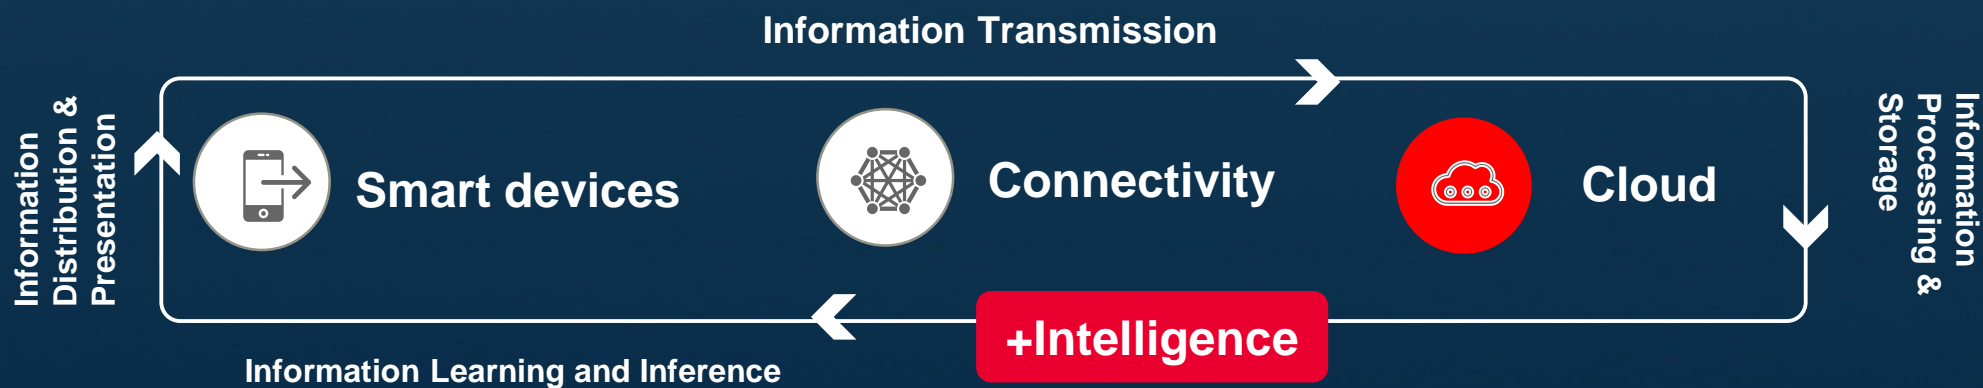 Information Transmission
Information
Distribution &
Presentation
Smart devices
Connectivity
Cloud
Information
Processing &
Storage
+Intelligence
Information Learning and Inference